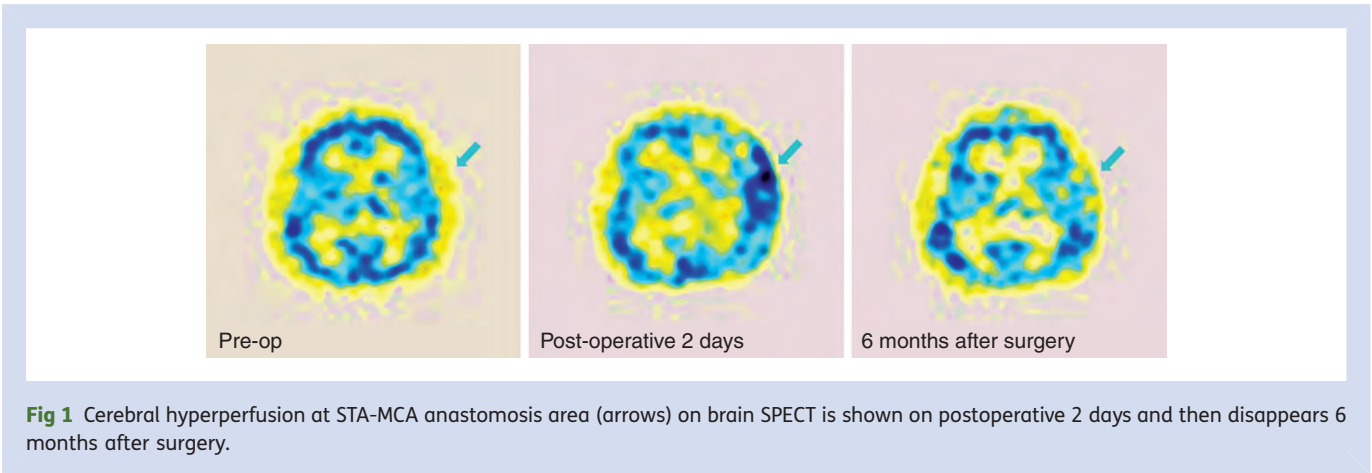 Pre-op
Post-operative 2 days
6 months after surgery
Fig 1 Cerebral hyperperfusion at STA-MCA anastomosis area (arrows) on brain SPECT is shown on postoperative 2 days and then disappears 6
months after surgery.